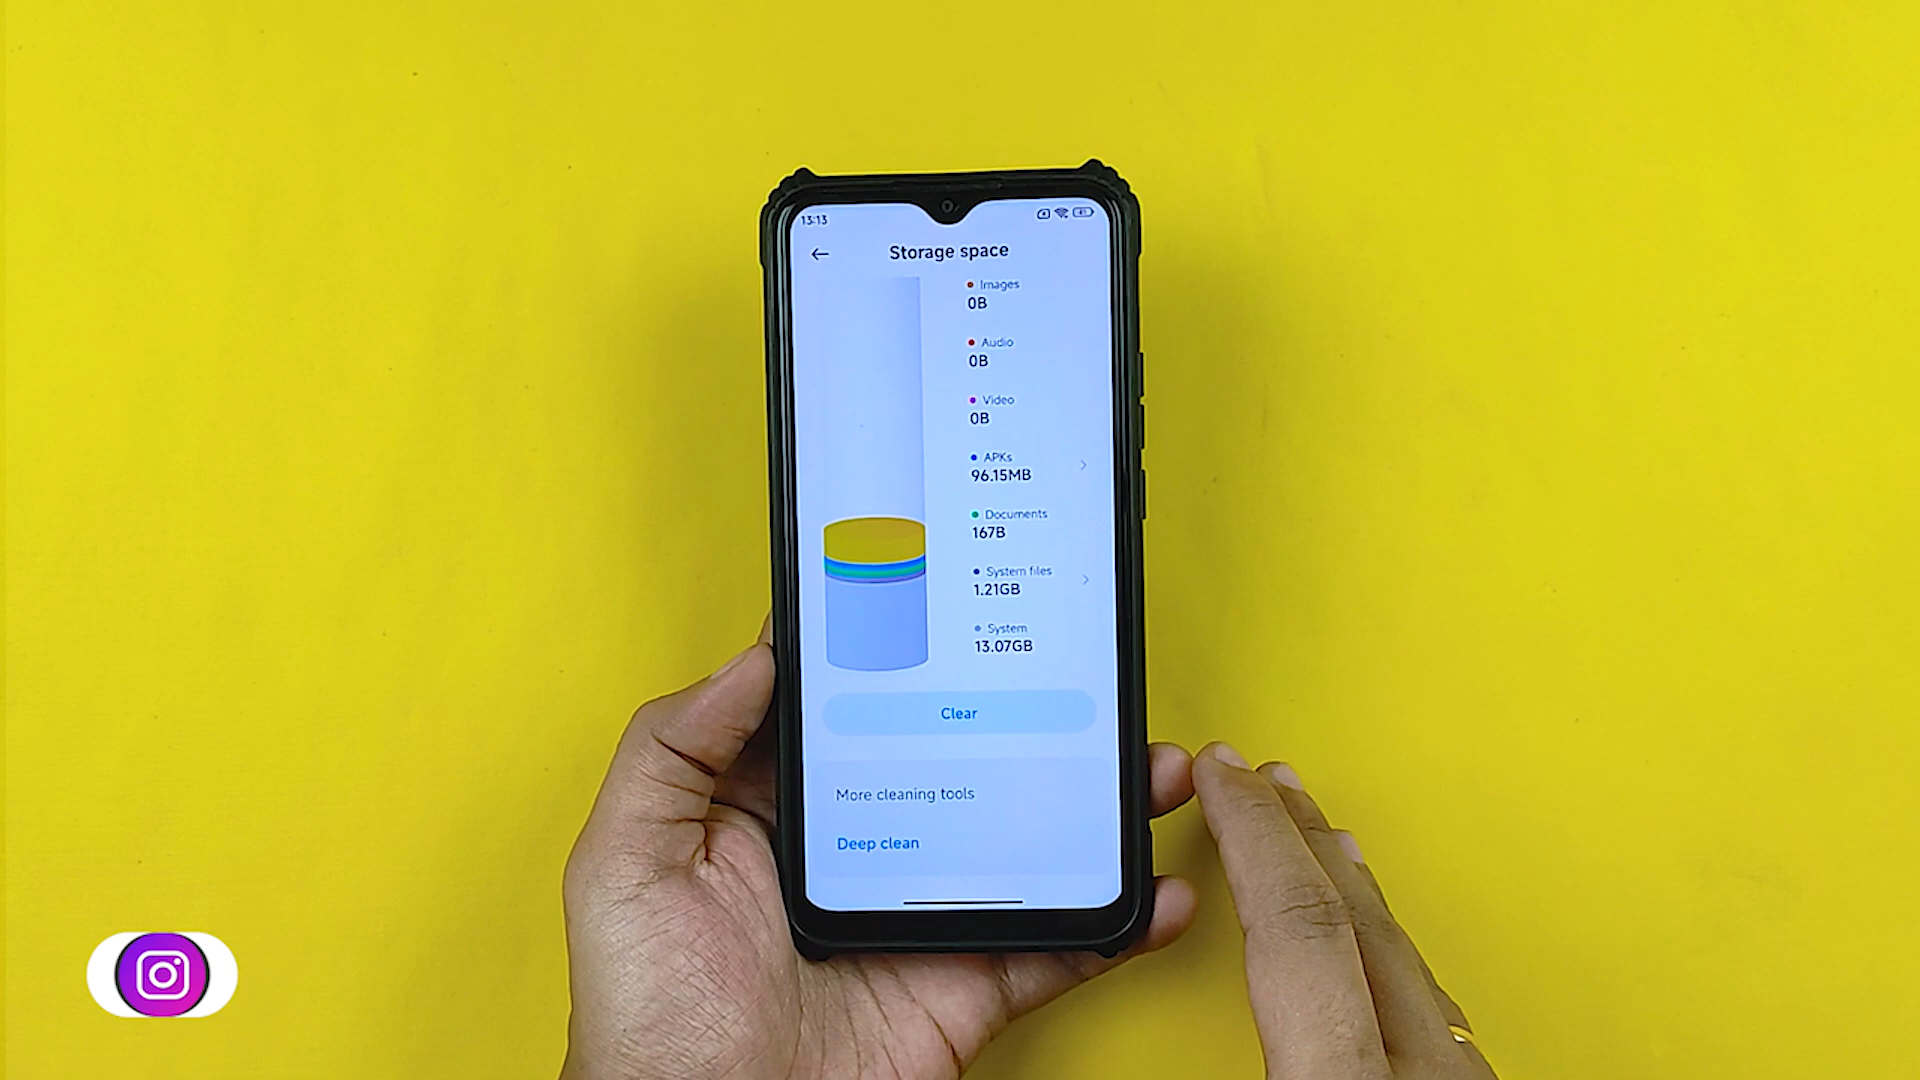 13:13
Storage space
Images
0B
Audio
0B
Video
0B
APKs
96.15MB
Documents
167B
System files
1.21GB
System
13.07GB
Clear
More cleaning tools
Deep clean